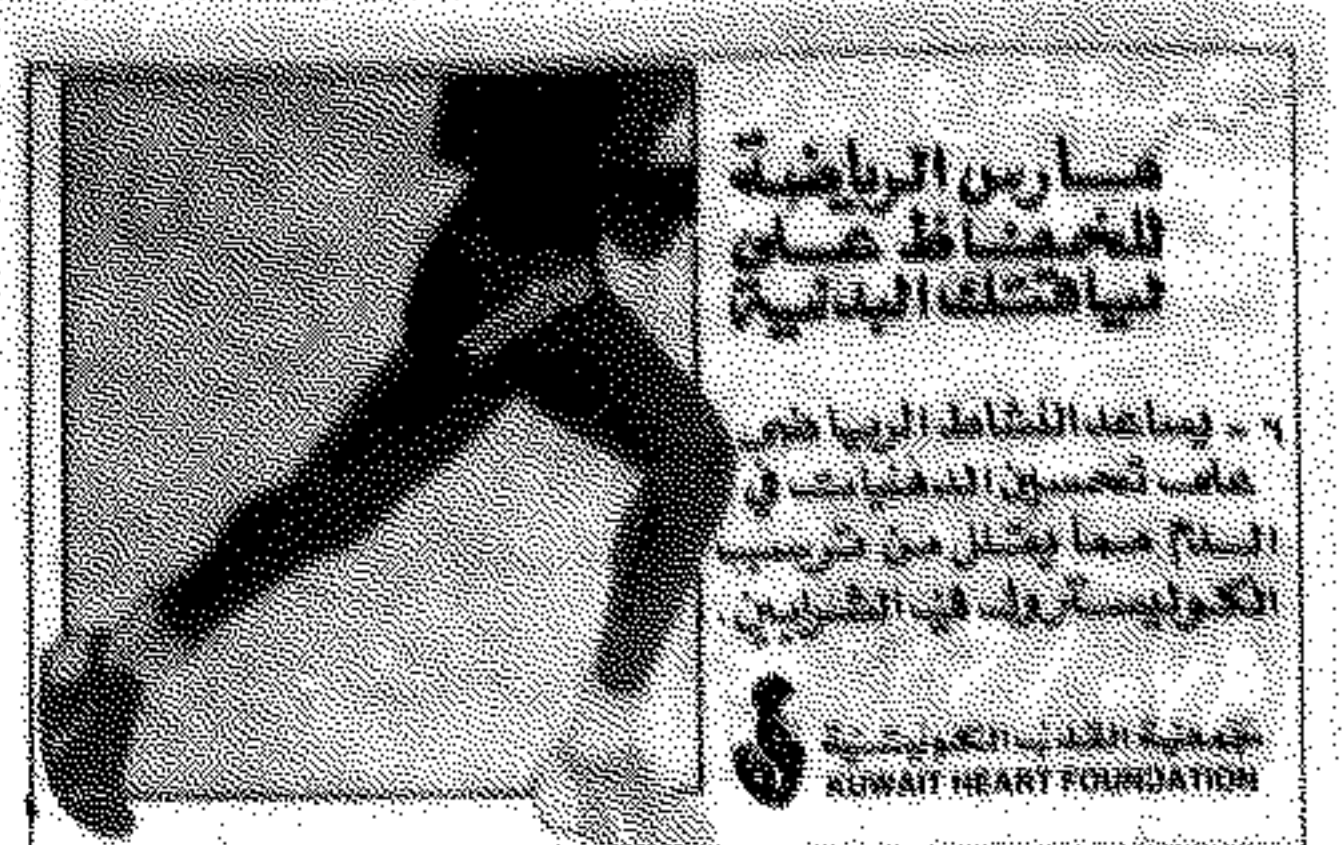 مارس الرياضة
للحفاظ على
لياقتك البدنية
٦ - يساعد النشاط الرياضي
على تحسين الدهنيات في
الدم مما يقلل من ترسب
الكوليسترول في الشرايين .
جمعية القلب الكويتية
KUWAIT HEART FOUNDATION